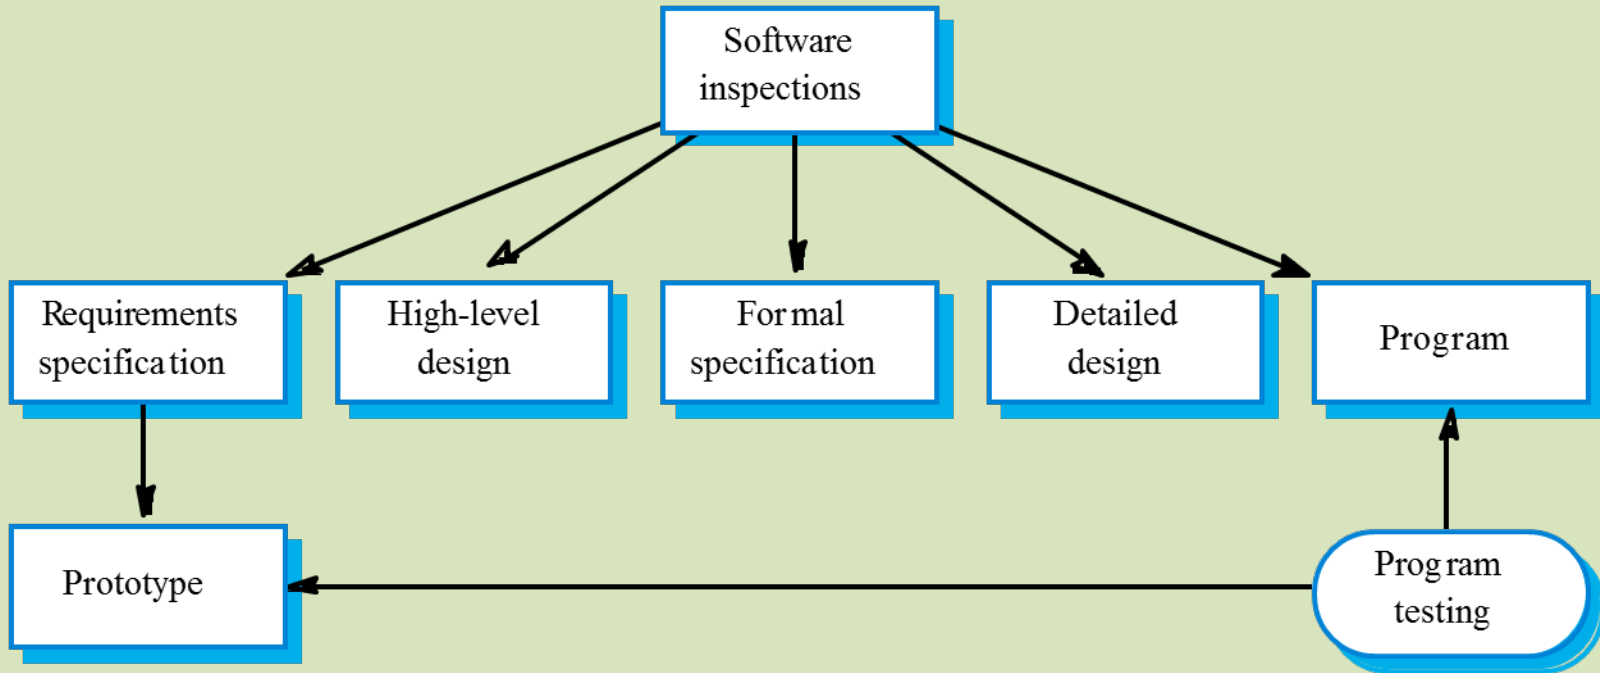 Software
inspections
Requirements
specification
High-level
design
Formal
specification
Detailed
design
Program
Prototype
Program
testing